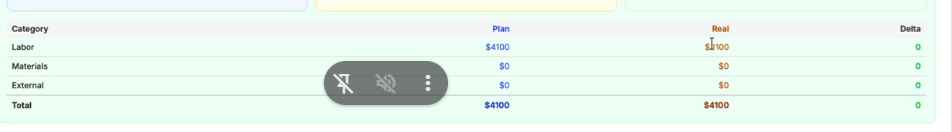 Category Plan Real Delta
Labor $4100 $4100 0
Materials $0 $0 0
External $0 $0 0
Total $4100 $4100 0